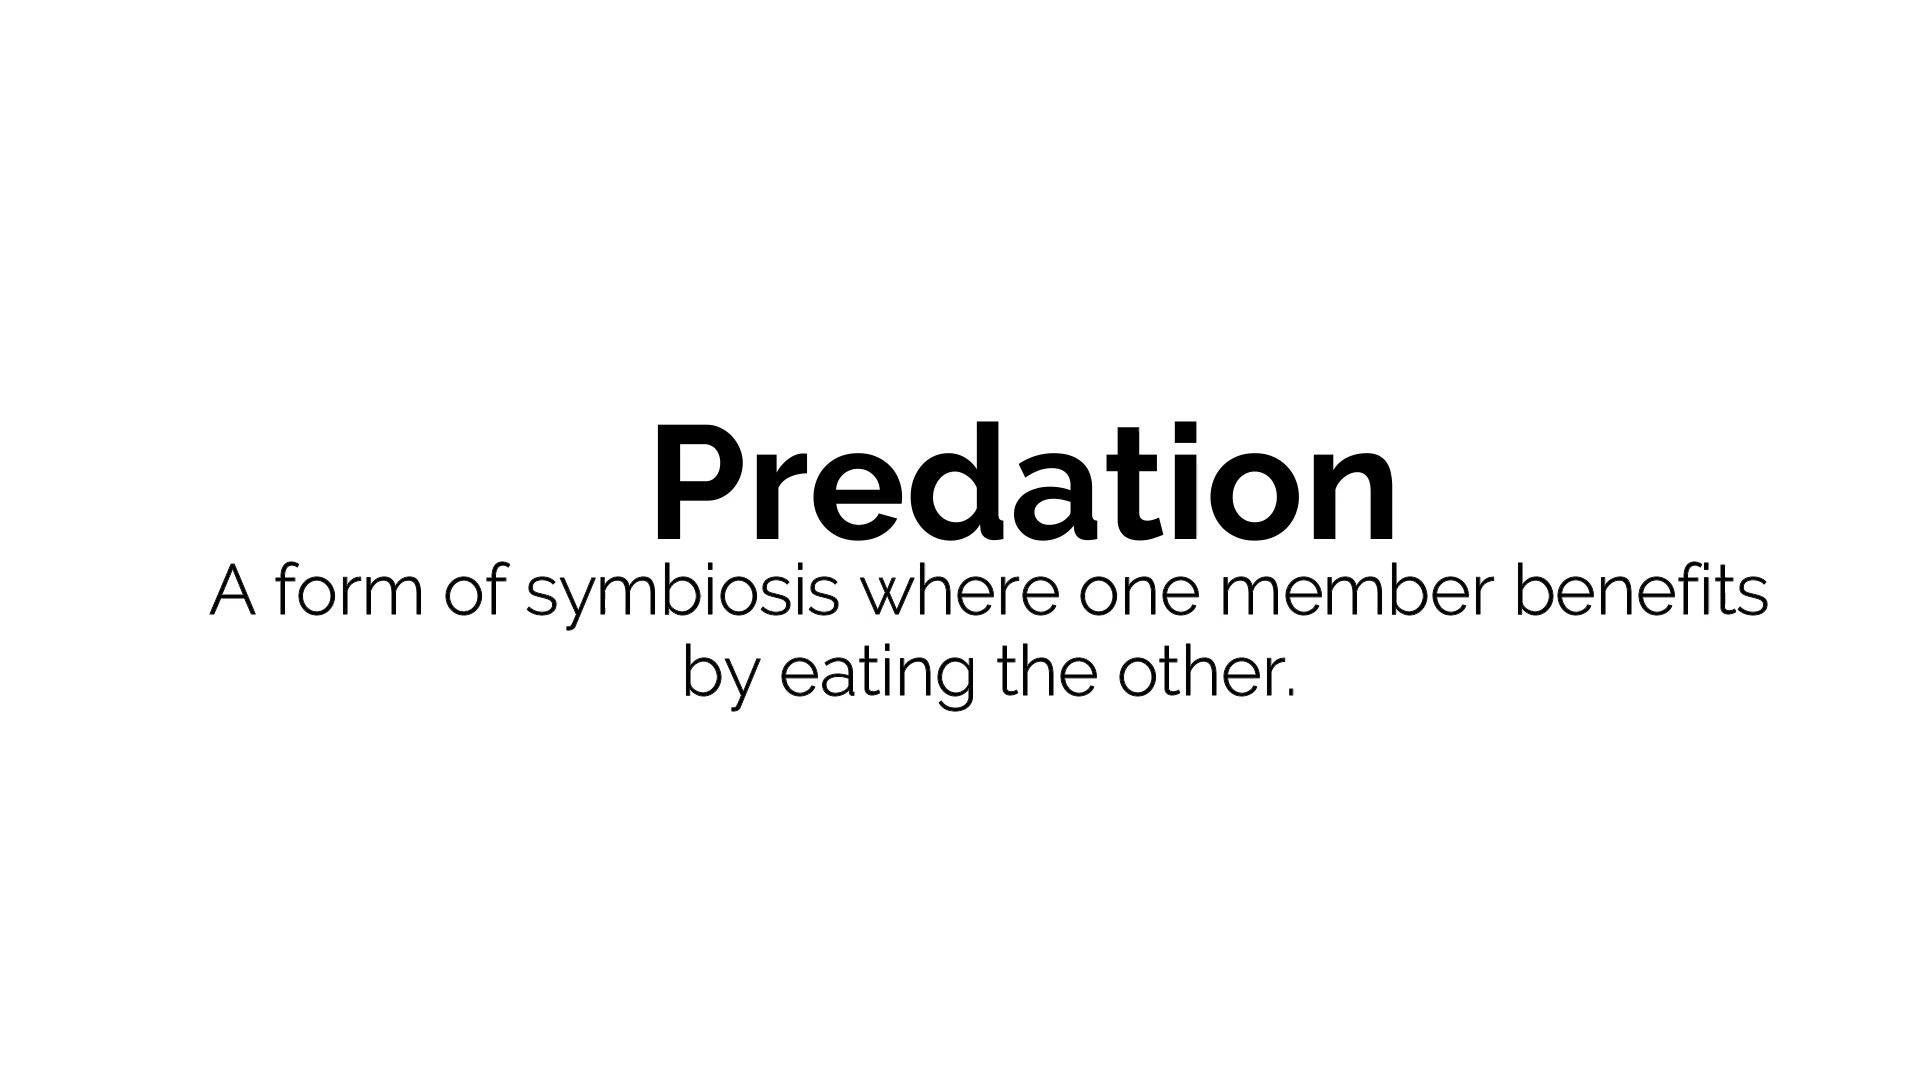 Predation
A form of symbiosis where one member benefits
by eating the other.